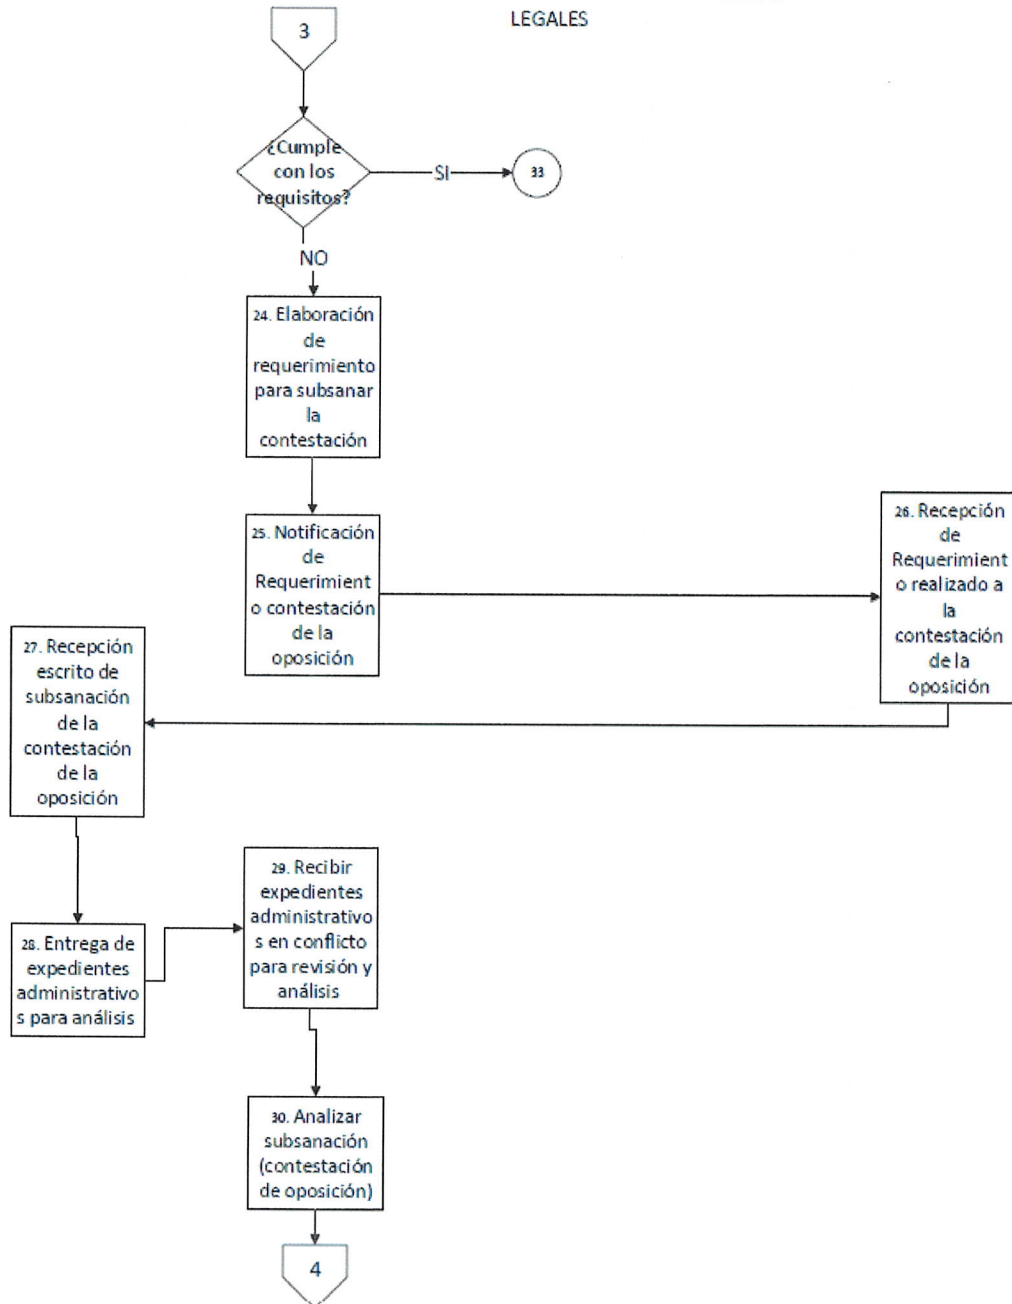 LEGALES
3
¿Cumple
con los
requisitos?
SI
33
NO
24. Elaboración
de
requerimiento
para subsanar
la
contestación
25. Notificación
de
Requerimient
o contestación
de la
oposición
26. Recepción
de
Requerimient
o realizado a
la
contestación
de la
oposición
27. Recepción
escrito de
subsanación
de la
contestación
de la
oposición
28. Entrega de
expedientes
administrativo
s para análisis
29. Recibir
expedientes
administrativo
s en conflicto
para revisión y
análisis
30. Analizar
subsanación
(contestación
de oposición)
4